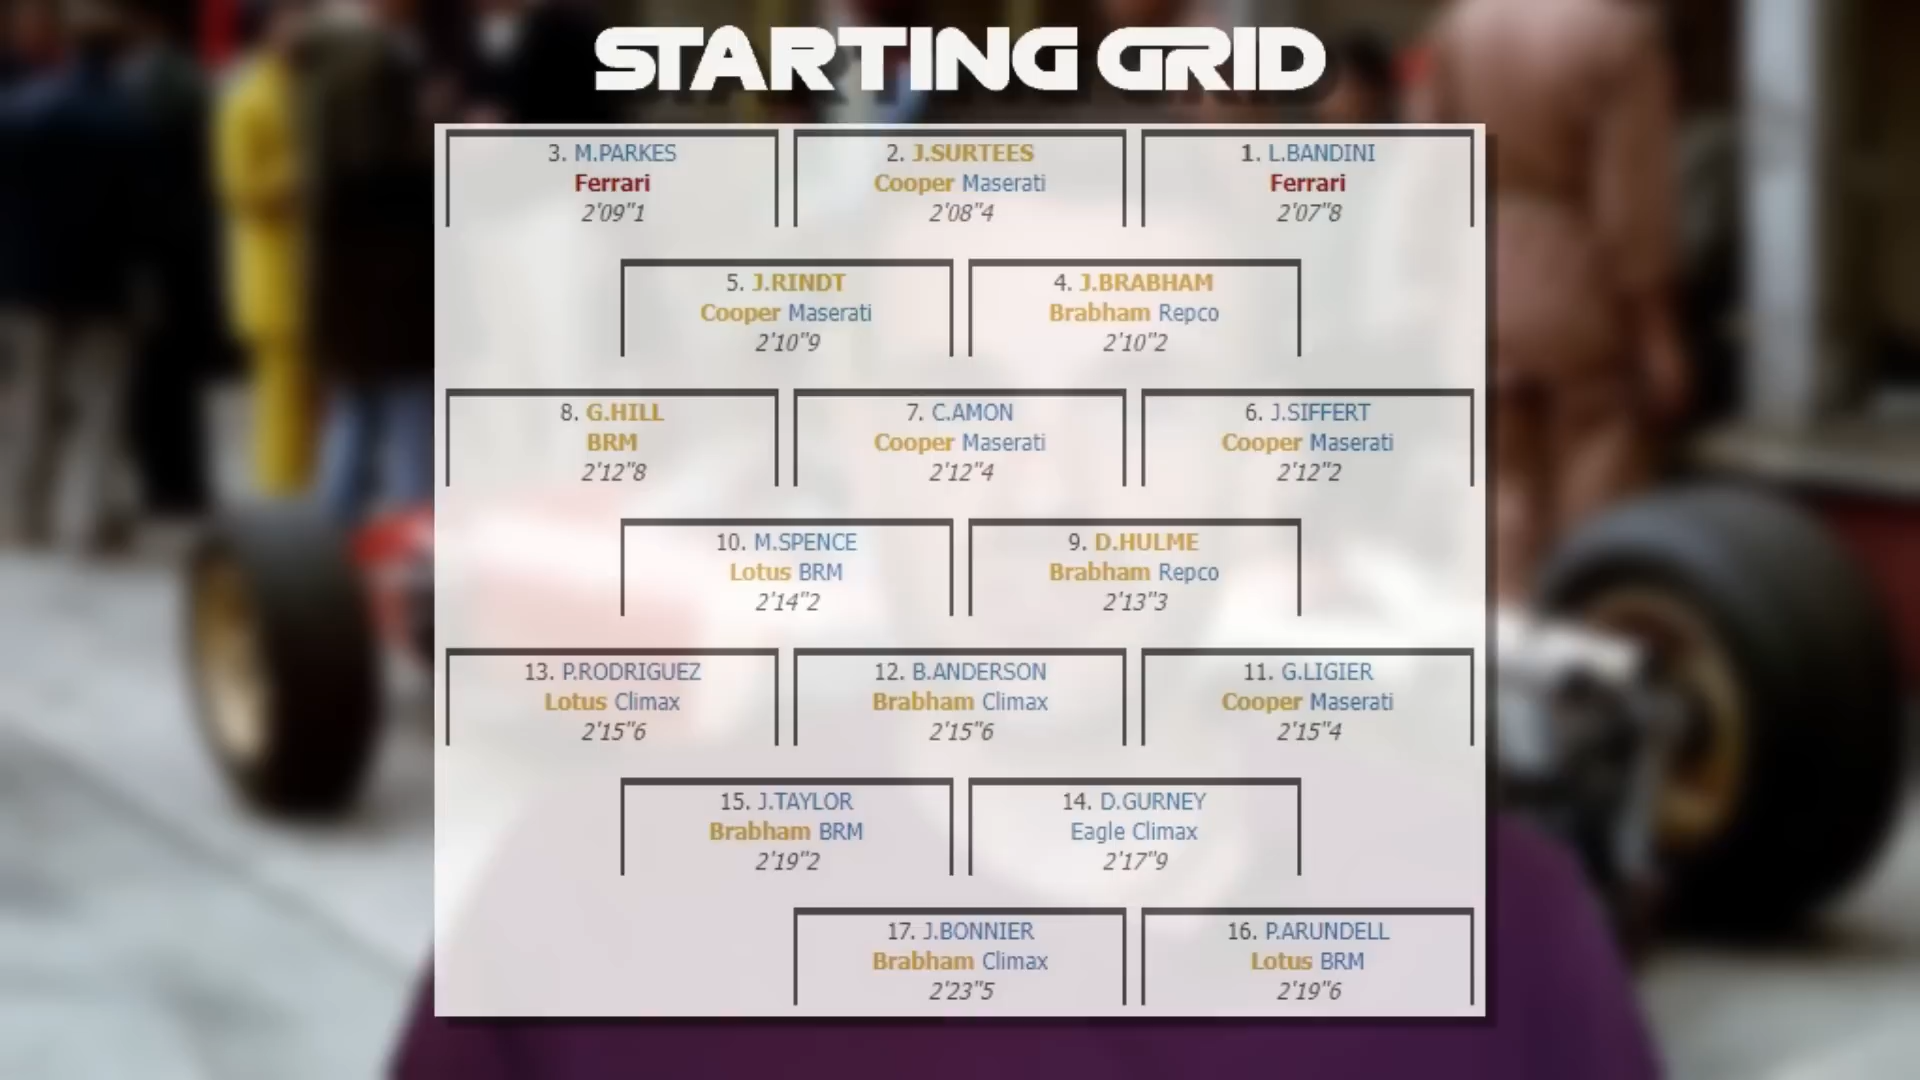 STARTING GRID
3. M.PARKES
Ferrari
2'09"1
2. J.SURTEES
Cooper Maserati
2'08"4
1. L.BANDINI
Ferrari
2'07"8
5. J.RINDT
Cooper Maserati
2'10"9
4. J.BRABHAM
Brabham Repco
2'10"2
8. G.HILL
BRM
2'12"8
7. C.AMON
Cooper Maserati
2'12"4
6. J.SIFFERT
Cooper Maserati
2'12"2
10. M.SPENCE
Lotus BRM
2'14"2
9. D.HULME
Brabham Repco
2'13"3
13. P.RODRIGUEZ
Lotus Climax
2'15"6
12. B.ANDERSON
Brabham Climax
2'15"6
11. G.LIGIER
Cooper Maserati
2'15"4
15. J.TAYLOR
Brabham BRM
2'19"2
14. D.GURNEY
Eagle Climax
2'17"9
17. J.BONNIER
Brabham Climax
2'23"5
16. P.ARUNDELL
Lotus BRM
2'19"6